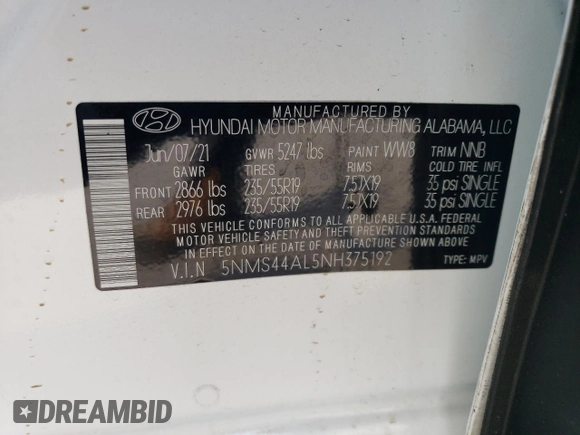 MANUFACTURED BY
HYUNDAI MOTOR MANUFACTURING ALABAMA, LLC
Jun/07/21 GVWR 5247 lbs PAINT WW8 TRIM NNB
GAWR TIRES RIMS COLD TIRE INFL
FRONT 2866 lbs 235/55R19 7.5JX19 35 psi SINGLE
REAR 2976 lbs 235/55R19 7.5JX19 35 psi SINGLE
THIS VEHICLE CONFORMS TO ALL APPLICABLE U.S.A. FEDERAL
MOTOR VEHICLE SAFETY AND THEFT PREVENTION STANDARDS
IN EFFECT ON THE DATE OF MANUFACTURE SHOWN ABOVE
V.I.N 5NMS44AL5NH375192 TYPE: MPV
DREAMBID